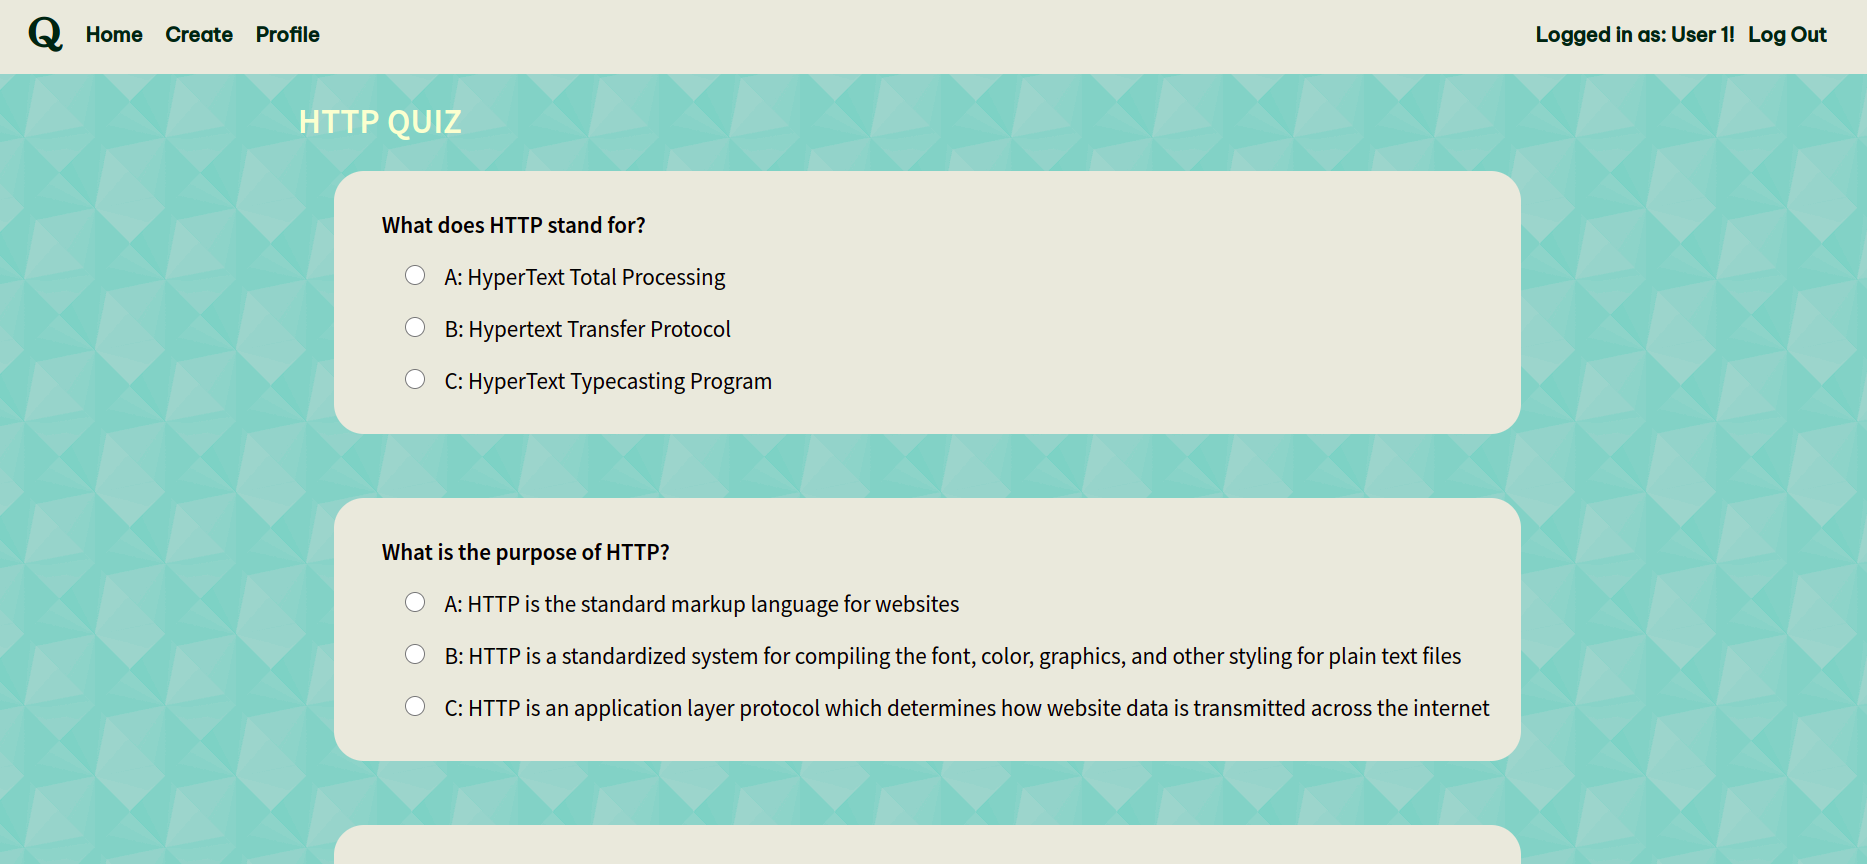 Q Home Create Profile Logged in as: User 1! Log Out
HTTP QUIZ
What does HTTP stand for?
A: HyperText Total Processing
B: Hypertext Transfer Protocol
C: HyperText Typecasting Program
What is the purpose of HTTP?
A: HTTP is the standard markup language for websites
B: HTTP is a standardized system for compiling the font, color, graphics, and other styling for plain text files
C: HTTP is an application layer protocol which determines how website data is transmitted across the internet